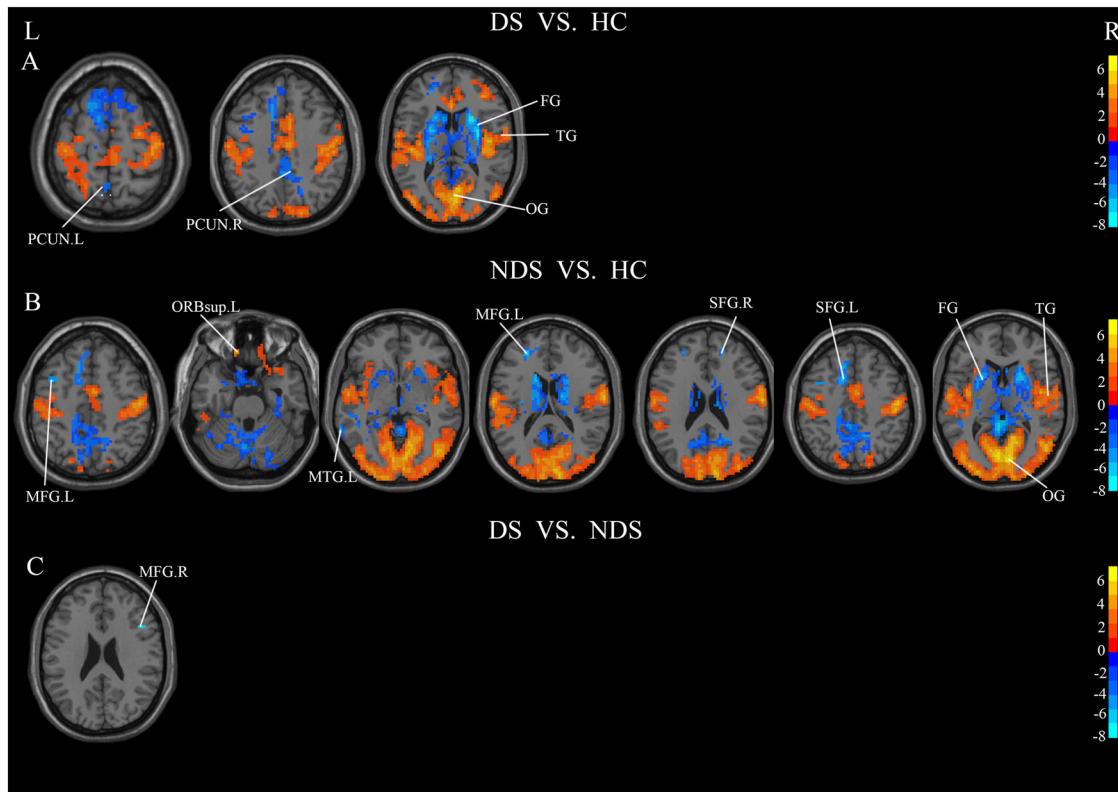 DS VS. HC
L
R
A
FG
TG
OG
PCUN.R
PCUN.L
6
4
2
0
-2
-4
-6
-8
NDS VS. HC
B
ORBsup.L
MFG.L
SFG.R
SFG.L
FG
TG
MFG.L
MTG.L
OG
6
4
2
0
-2
-4
-6
-8
DS VS. NDS
C
MFG.R
6
4
2
0
-2
-4
-6
-8